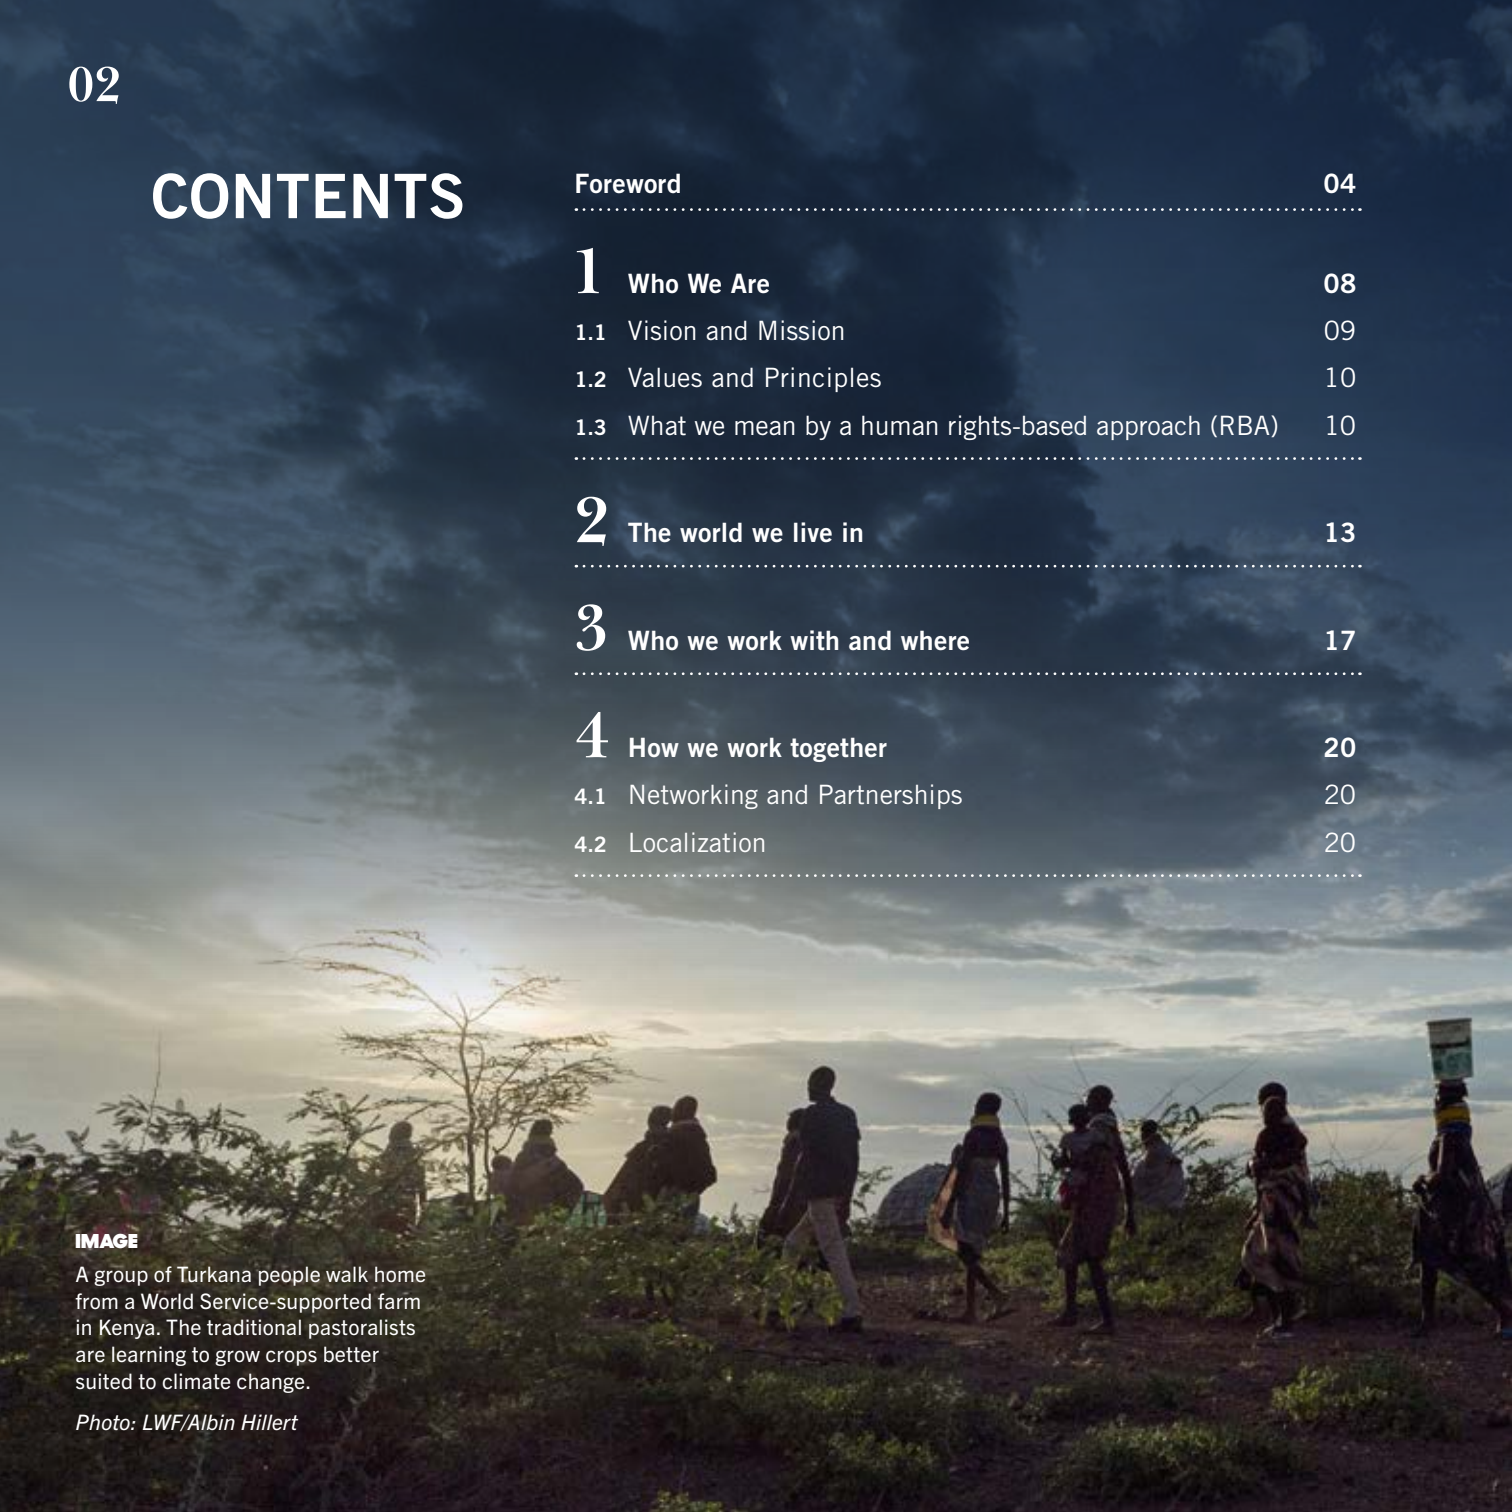 02
CONTENTS
Foreword 04
1 Who We Are 08
1.1 Vision and Mission 09
1.2 Values and Principles 10
1.3 What we mean by a human rights-based approach (RBA) 10
2 The world we live in 13
3 Who we work with and where 17
4 How we work together 20
4.1 Networking and Partnerships 20
4.2 Localization 20
IMAGE
A group of Turkana people walk home
from a World Service-supported farm
in Kenya. The traditional pastoralists
are learning to grow crops better
suited to climate change.
Photo: LWF/Albin Hillert